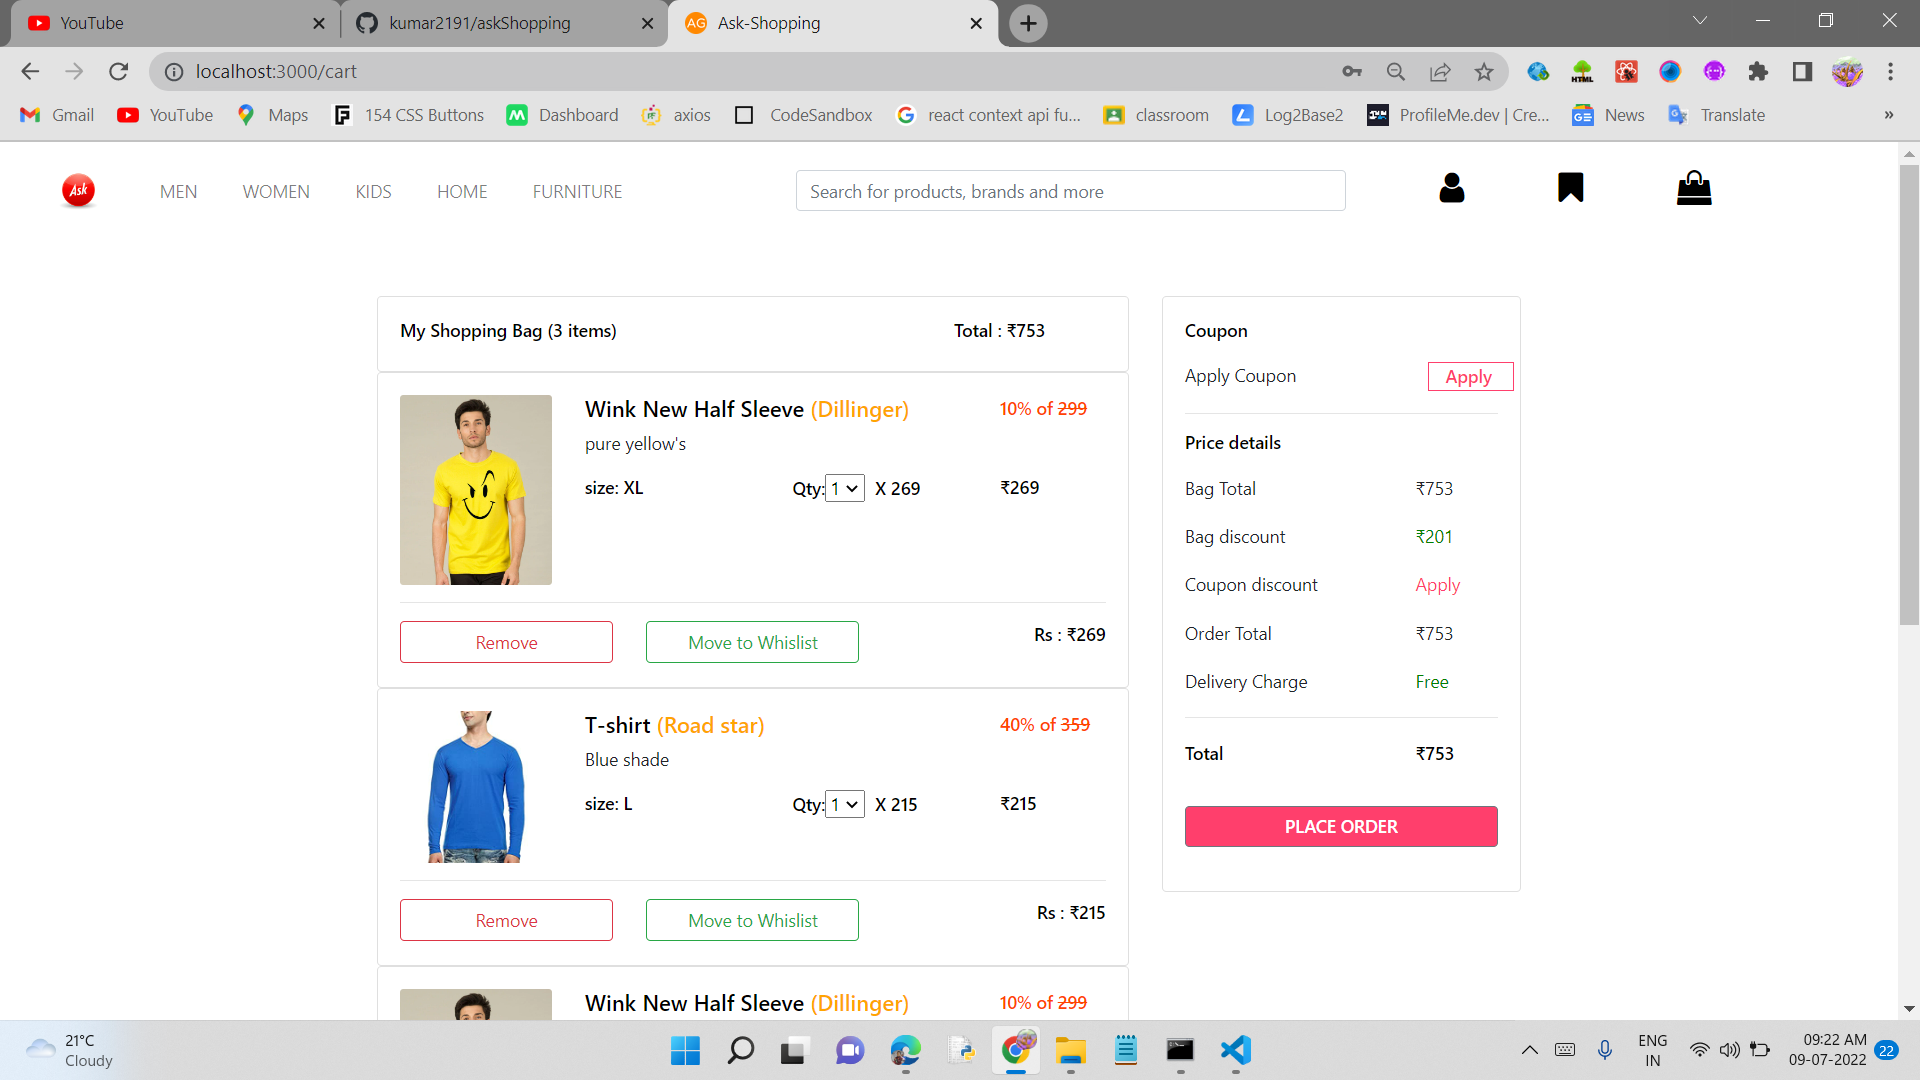 YouTube
kumar2191/askShopping
AG Ask-Shopping
localhost:3000/cart
Gmail
YouTube
Maps
154 CSS Buttons
Dashboard
axios
CodeSandbox
react context api fu...
classroom
Log2Base2
ProfileMe.dev | Cre...
News
Translate
»
Ask
MEN
WOMEN
KIDS
HOME
FURNITURE
Search for products, brands and more
My Shopping Bag (3 items)
Total : ₹753
Wink New Half Sleeve (Dillinger)
10% of 299
pure yellow's
size: XL
Qty: 1 X 269
₹269
Remove
Move to Whislist
Rs : ₹269
T-shirt (Road star)
40% of 359
Blue shade
size: L
Qty: 1 X 215
₹215
Remove
Move to Whislist
Rs : ₹215
Wink New Half Sleeve (Dillinger)
10% of 299
Coupon
Apply Coupon
Apply
Price details
Bag Total
₹753
Bag discount
₹201
Coupon discount
Apply
Order Total
₹753
Delivery Charge
Free
Total
₹753
PLACE ORDER
21°C
Cloudy
ENG
IN
09:22 AM
09-07-2022
22